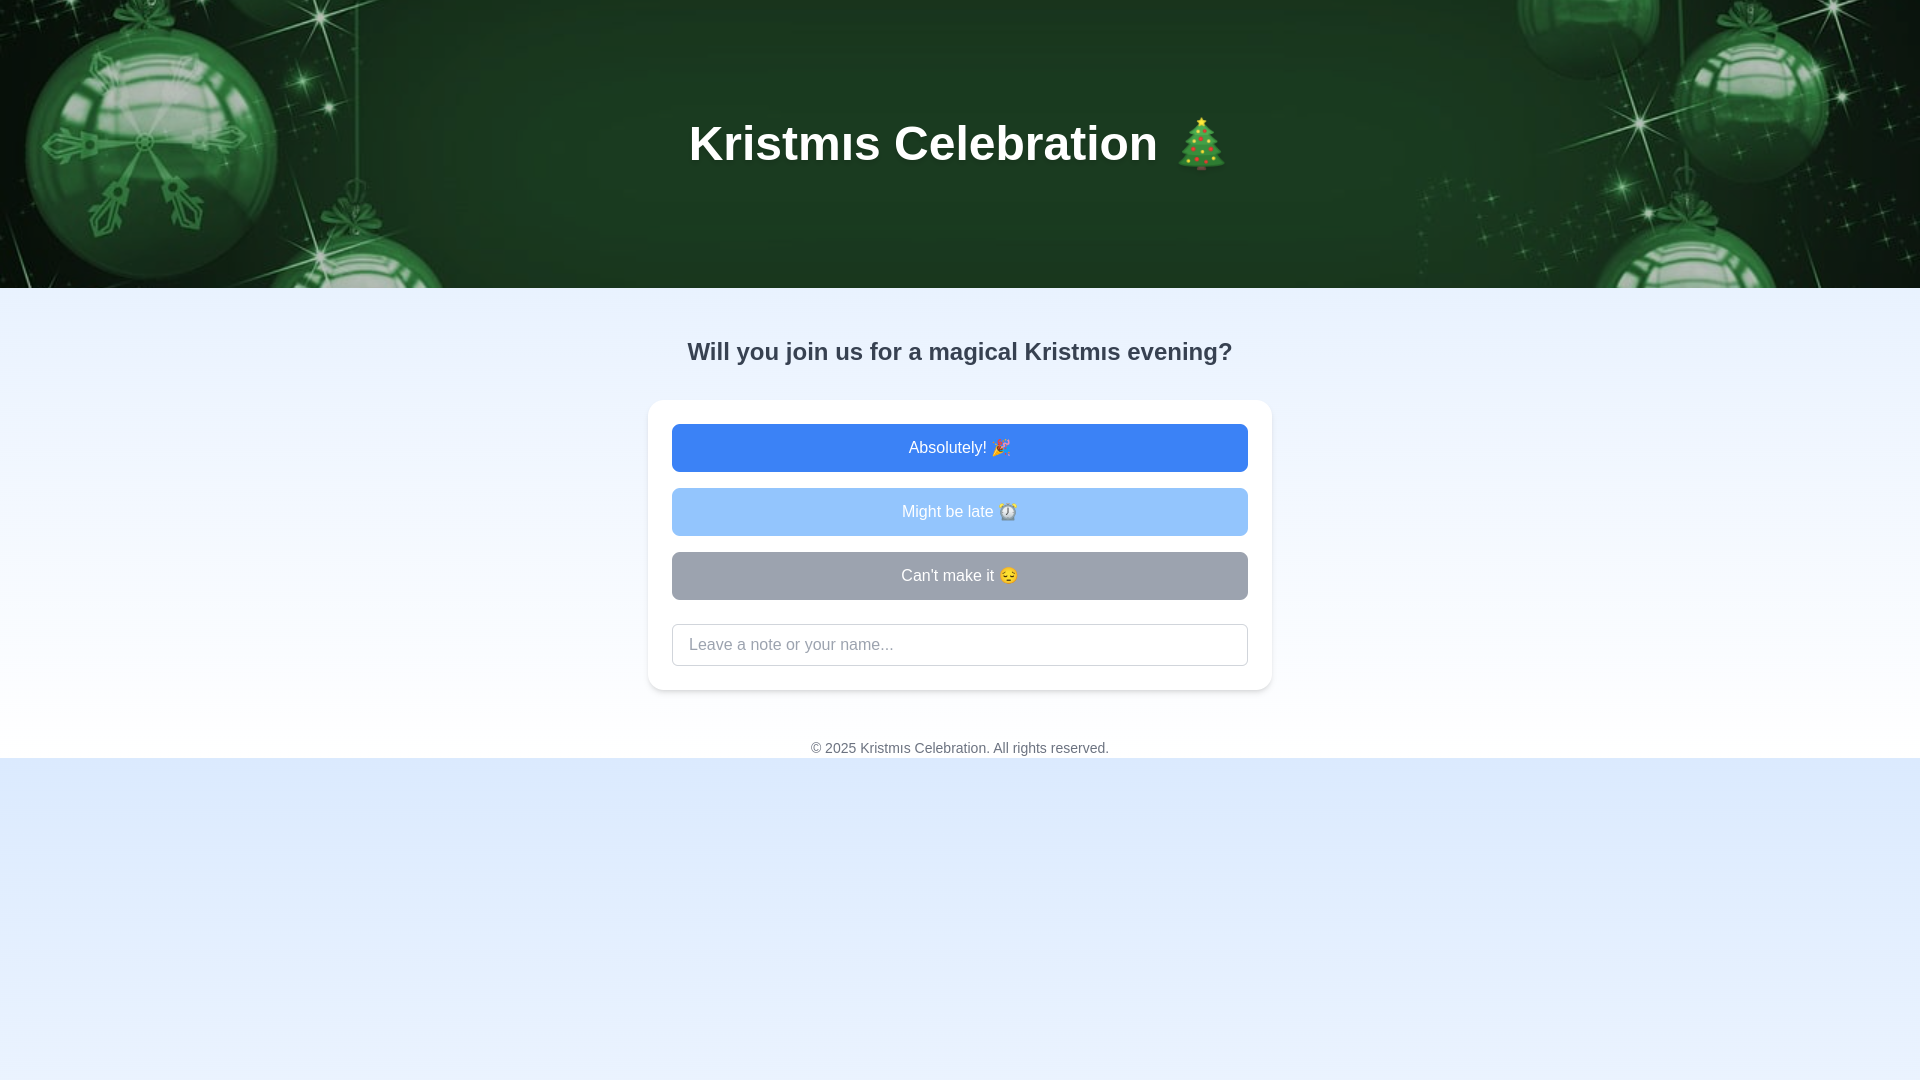 Kristmıs Celebration 🎄
Will you join us for a magical Kristmıs evening?
Absolutely! 🎉
Might be late ⏰
Can't make it 😔
Leave a note or your name...
© 2025 Kristmıs Celebration. All rights reserved.